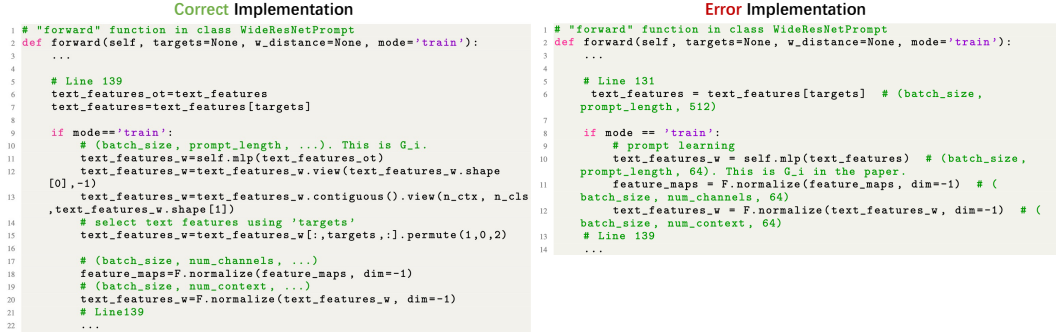 Correct Implementation
1 # "forward" function in class WideResNetPrompt
2 def forward(self, targets=None, w_distance=None, mode='train'):
3 ...
4
5 # Line 139
6 text_features_ot=text_features
7 text_features=text_features[targets]
8
9 if mode=='train':
10 # (batch_size, prompt_length, ...). This is G_i.
11 text_features_w=self.mlp(text_features_ot)
12 text_features_w=text_features_w.view(text_features_w.shape
[0],-1)
13 text_features_w=text_features_w.contiguous().view(n_ctx, n_cls
,text_features_w.shape[1])
14 # select text features using 'targets'
15 text_features_w=text_features_w[:,targets,:].permute(1,0,2)
16
17 # (batch_size, num_channels, ...)
18 feature_maps=F.normalize(feature_maps, dim=-1)
19 # (batch_size, num_context, ...)
20 text_features_w=F.normalize(text_features_w, dim=-1)
21 # Line139
22 ...
Error Implementation
1 # "forward" function in class WideResNetPrompt
2 def forward(self, targets=None, w_distance=None, mode='train'):
3 ...
4
5 # Line 131
6 text_features = text_features[targets] # (batch_size,
prompt_length, 512)
7
8 if mode == 'train':
9 # prompt learning
10 text_features_w = self.mlp(text_features) # (batch_size,
prompt_length, 64). This is G_i in the paper.
11 feature_maps = F.normalize(feature_maps, dim=-1) # (
batch_size, num_channels, 64)
12 text_features_w = F.normalize(text_features_w, dim=-1) # (
batch_size, num_context, 64)
13 # Line 139
14 ...